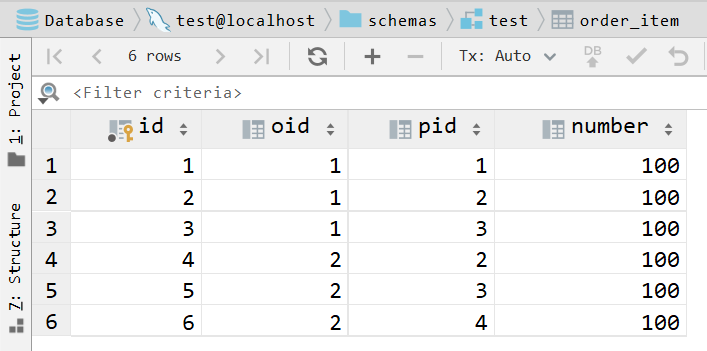 Database test@localhost schemas test order_item
6 rows Tx: Auto DB
<Filter criteria>
id oid pid number
1 1 1 1 100
2 2 1 2 100
3 3 1 3 100
4 4 2 2 100
5 5 2 3 100
6 6 2 4 100
1: Project
7: Structure